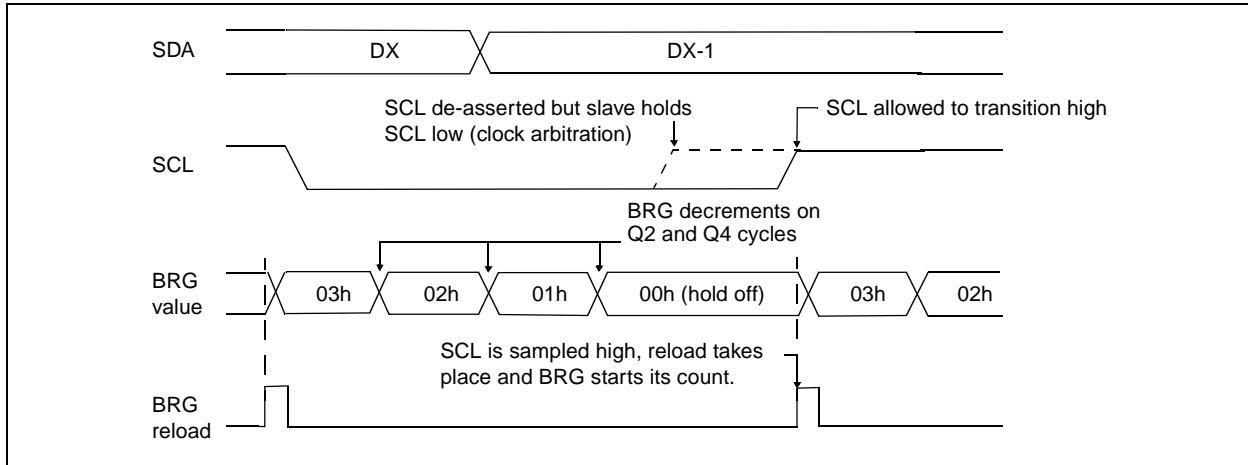 SDA
DX
DX-1
SCL de-asserted but slave holds
SCL low (clock arbitration)
SCL allowed to transition high
SCL
BRG decrements on
Q2 and Q4 cycles
BRG
value
03h
02h
01h
00h (hold off)
03h
02h
SCL is sampled high, reload takes
place and BRG starts its count.
BRG
reload